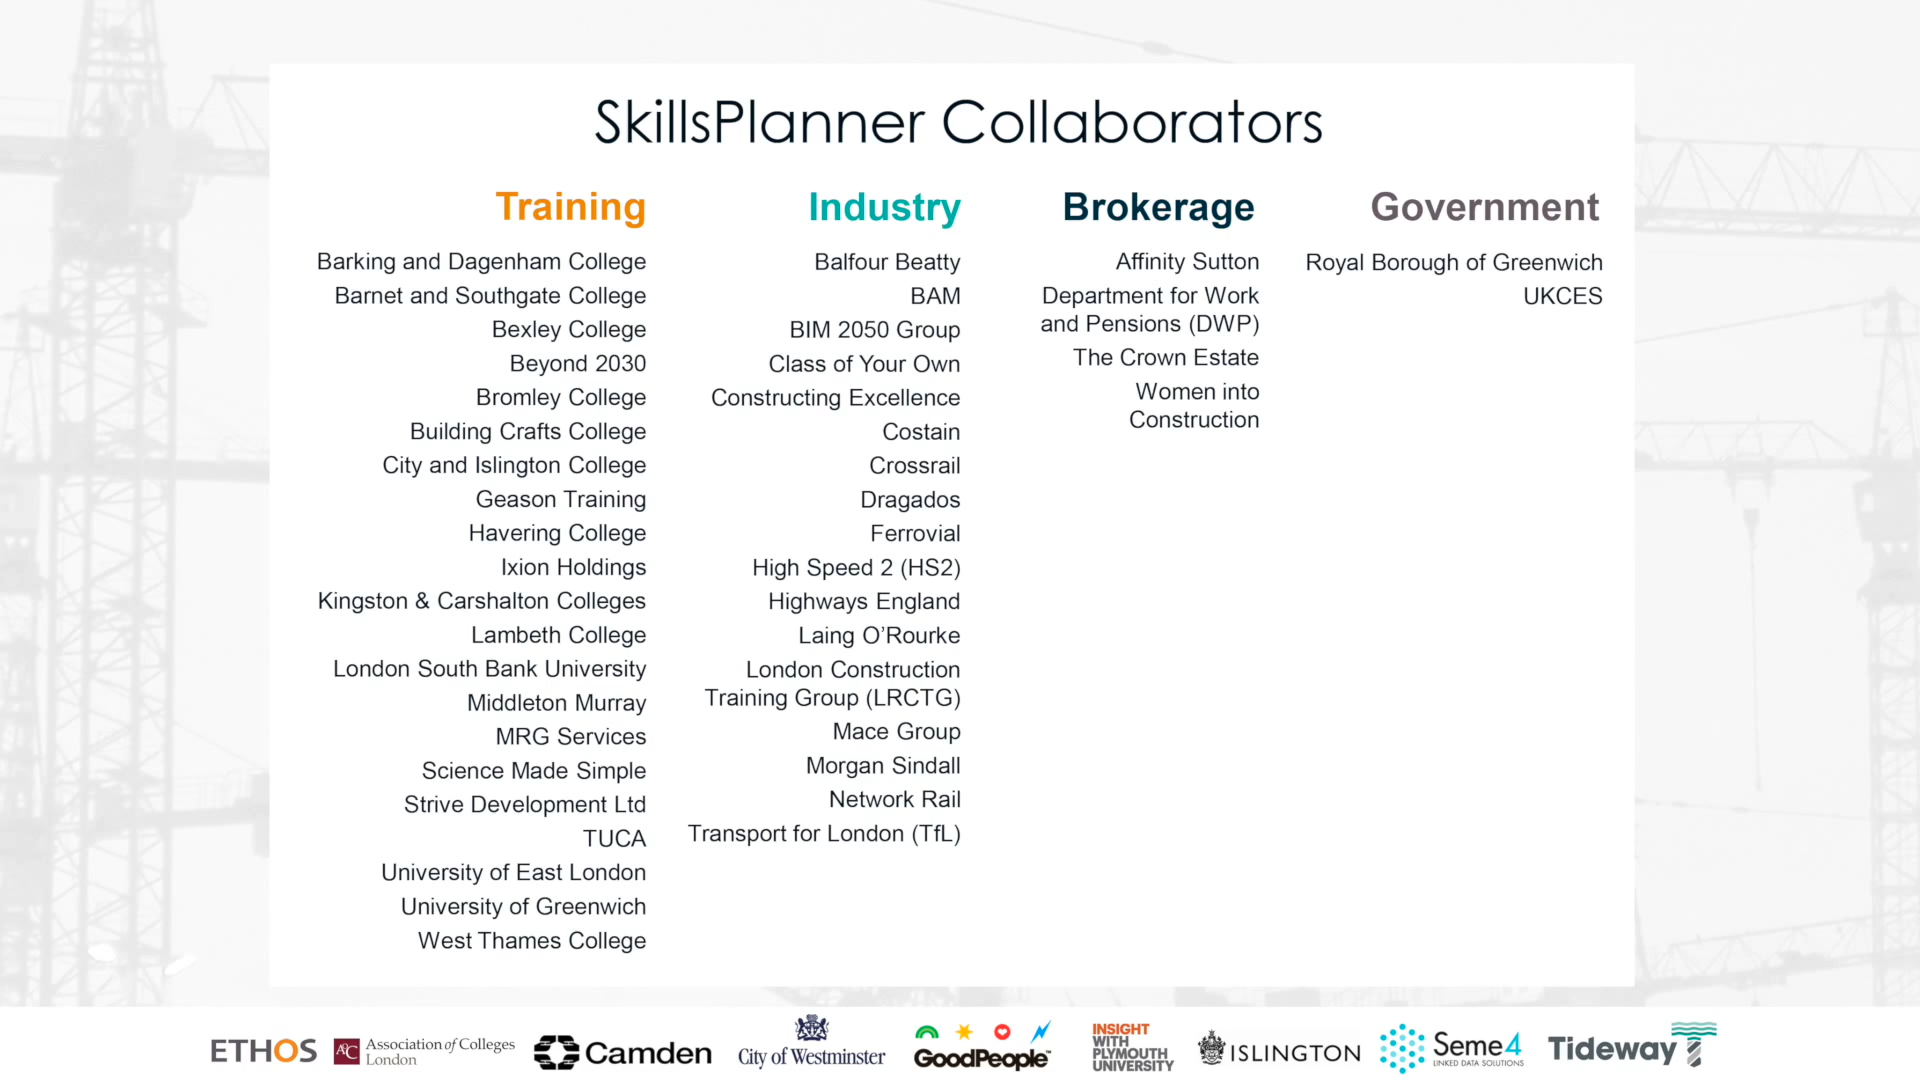 SkillsPlanner Collaborators
Training
Barking and Dagenham College
Barnet and Southgate College
Bexley College
Beyond 2030
Bromley College
Building Crafts College
City and Islington College
Geason Training
Havering College
Ixion Holdings
Kingston & Carshalton Colleges
Lambeth College
London South Bank University
Middleton Murray
MRG Services
Science Made Simple
Strive Development Ltd
TUCA
University of East London
University of Greenwich
West Thames College
Industry
Balfour Beatty
BAM
BIM 2050 Group
Class of Your Own
Constructing Excellence
Costain
Crossrail
Dragados
Ferrovial
High Speed 2 (HS2)
Highways England
Laing O’Rourke
London Construction
Training Group (LRCTG)
Mace Group
Morgan Sindall
Network Rail
Transport for London (TfL)
Brokerage
Affinity Sutton
Department for Work
and Pensions (DWP)
The Crown Estate
Women into
Construction
Government
Royal Borough of Greenwich
UKCES
ETHOS
AoC
Association of Colleges
London
Camden
City of Westminster
GoodPeople™
INSIGHT
WITH
PLYMOUTH
UNIVERSITY
ISLINGTON
Seme4
LINKED DATA SOLUTIONS
Tideway